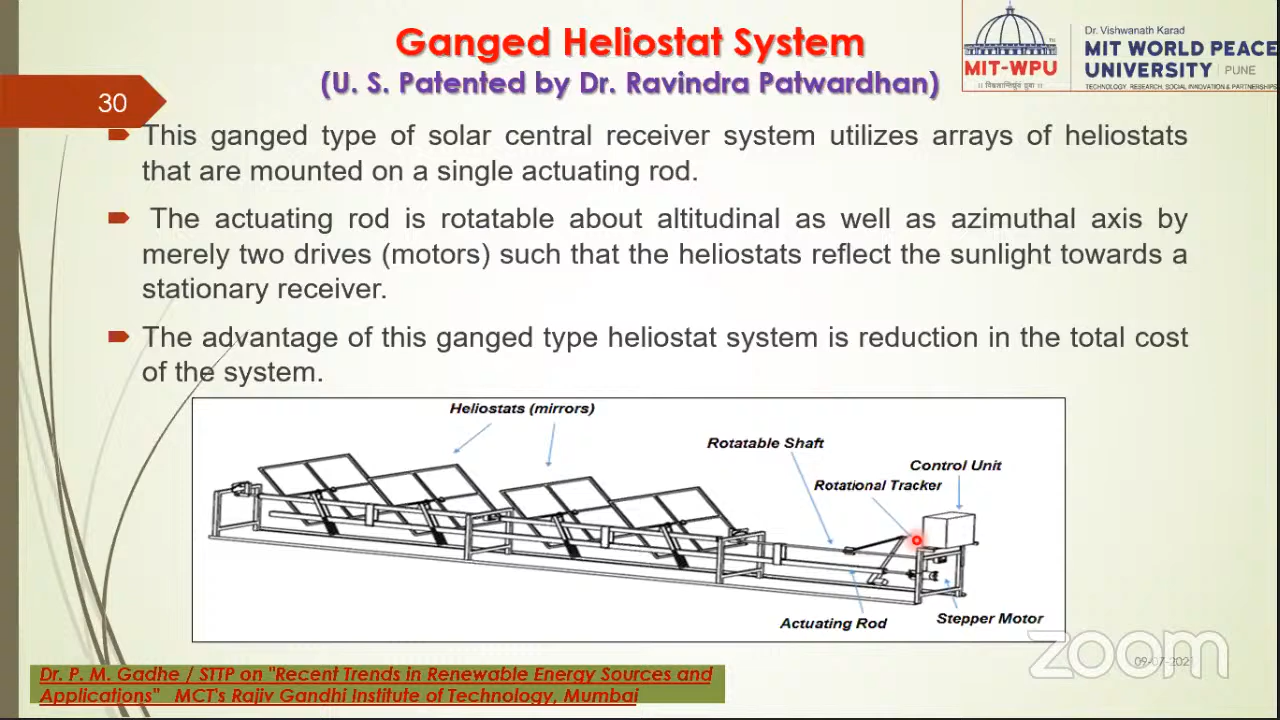 Ganged Heliostat System
(U. S. Patented by Dr. Ravindra Patwardhan)
TM
MIT-WPU
॥ विश्वशान्तिर्ध्रुवं ध्रुवा ॥
Dr. Vishwanath Karad
MIT WORLD PEACE
UNIVERSITY | PUNE
TECHNOLOGY, RESEARCH, SOCIAL INNOVATION & PARTNERSHIPS
30
This ganged type of solar central receiver system utilizes arrays of heliostats
that are mounted on a single actuating rod.
The actuating rod is rotatable about altitudinal as well as azimuthal axis by
merely two drives (motors) such that the heliostats reflect the sunlight towards a
stationary receiver.
The advantage of this ganged type heliostat system is reduction in the total cost
of the system.
Heliostats (mirrors)
Rotatable Shaft
Control Unit
Rotational Tracker
Actuating Rod
Stepper Motor
zoom
09-07-202
Dr. P. M. Gadhe / STTP on "Recent Trends in Renewable Energy Sources and
Applications" MCT's Rajiv Gandhi Institute of Technology, Mumbai